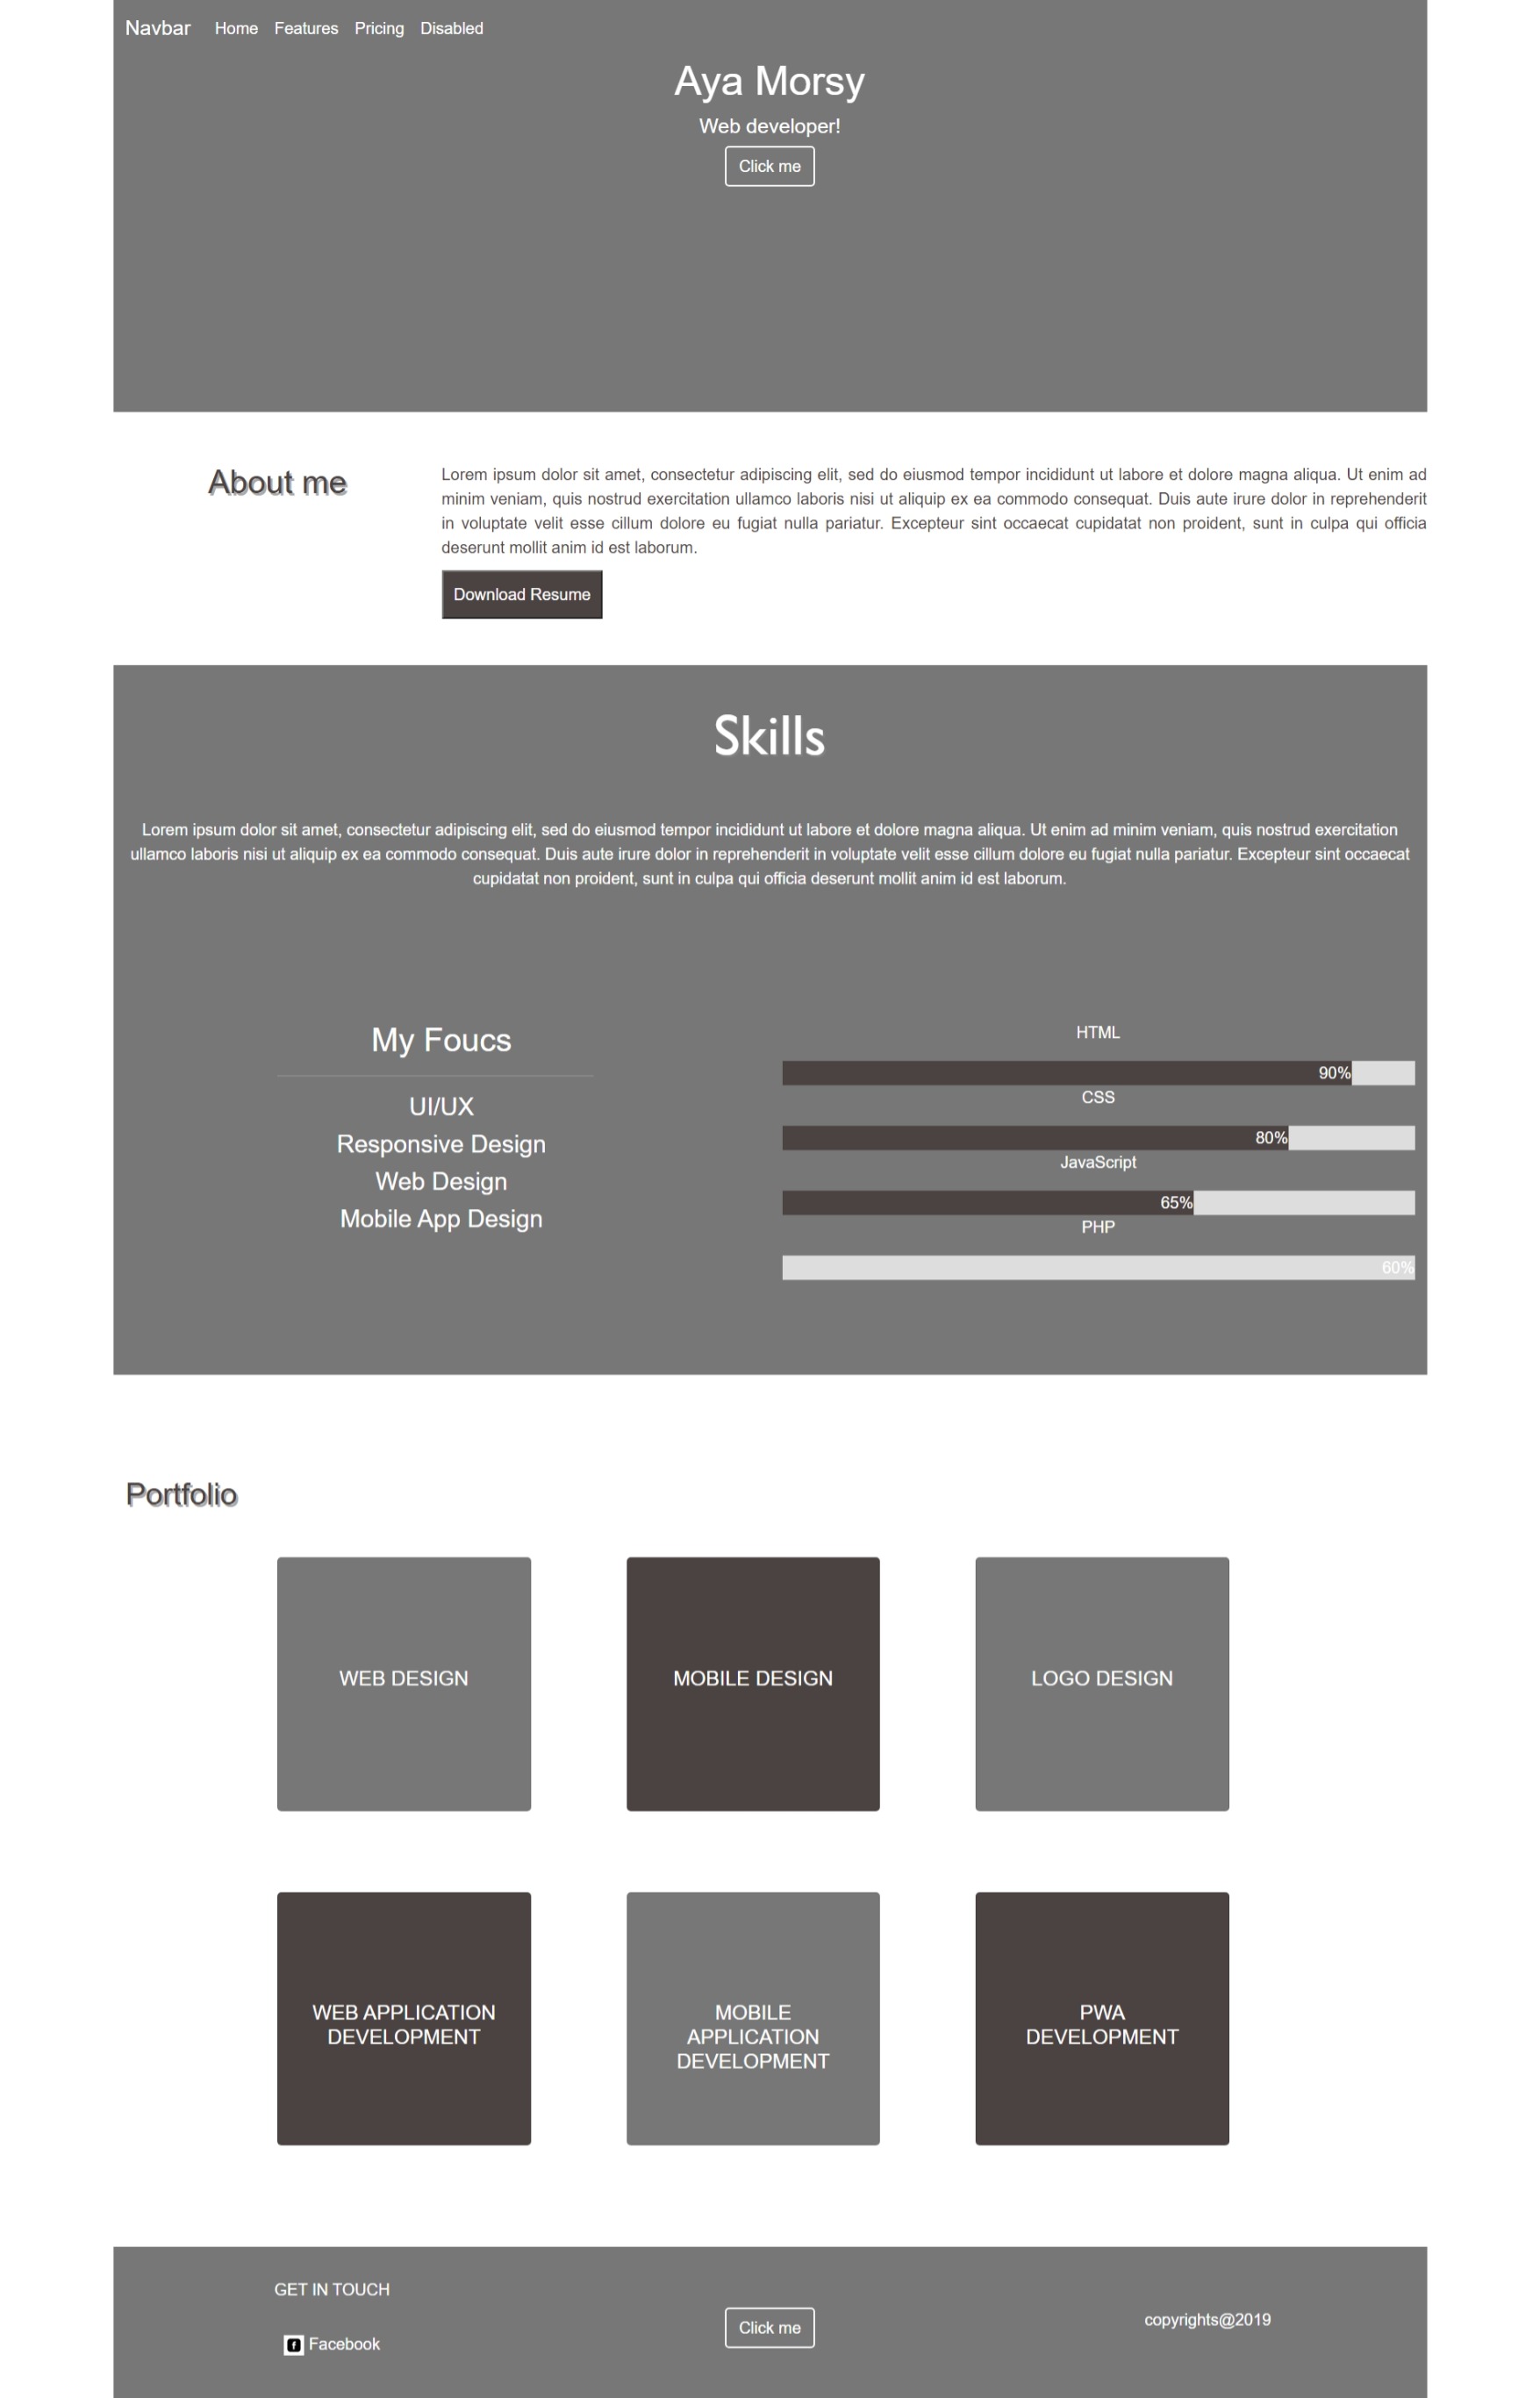 Navbar Home Features Pricing Disabled
Aya Morsy
Web developer!
Click me
About me
Lorem ipsum dolor sit amet, consectetur adipiscing elit, sed do eiusmod tempor incididunt ut labore et dolore magna aliqua. Ut enim ad
minim veniam, quis nostrud exercitation ullamco laboris nisi ut aliquip ex ea commodo consequat. Duis aute irure dolor in reprehenderit
in voluptate velit esse cillum dolore eu fugiat nulla pariatur. Excepteur sint occaecat cupidatat non proident, sunt in culpa qui officia
deserunt mollit anim id est laborum.
Download Resume
Skills
Lorem ipsum dolor sit amet, consectetur adipiscing elit, sed do eiusmod tempor incididunt ut labore et dolore magna aliqua. Ut enim ad minim veniam, quis nostrud exercitation
ullamco laboris nisi ut aliquip ex ea commodo consequat. Duis aute irure dolor in reprehenderit in voluptate velit esse cillum dolore eu fugiat nulla pariatur. Excepteur sint occaecat
cupidatat non proident, sunt in culpa qui officia deserunt mollit anim id est laborum.
My Foucs
UI/UX
Responsive Design
Web Design
Mobile App Design
HTML
90%
CSS
80%
JavaScript
65%
PHP
60%
Portfolio
WEB DESIGN
MOBILE DESIGN
LOGO DESIGN
WEB APPLICATION
DEVELOPMENT
MOBILE
APPLICATION
DEVELOPMENT
PWA
DEVELOPMENT
GET IN TOUCH
Facebook
Click me
copyrights@2019